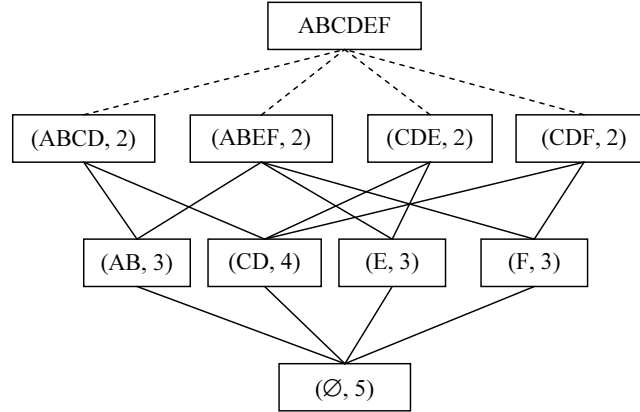 ABCDEF
(ABCD, 2)
(ABEF, 2)
(CDE, 2)
(CDF, 2)
(AB, 3)
(CD, 4)
(E, 3)
(F, 3)
(∅, 5)